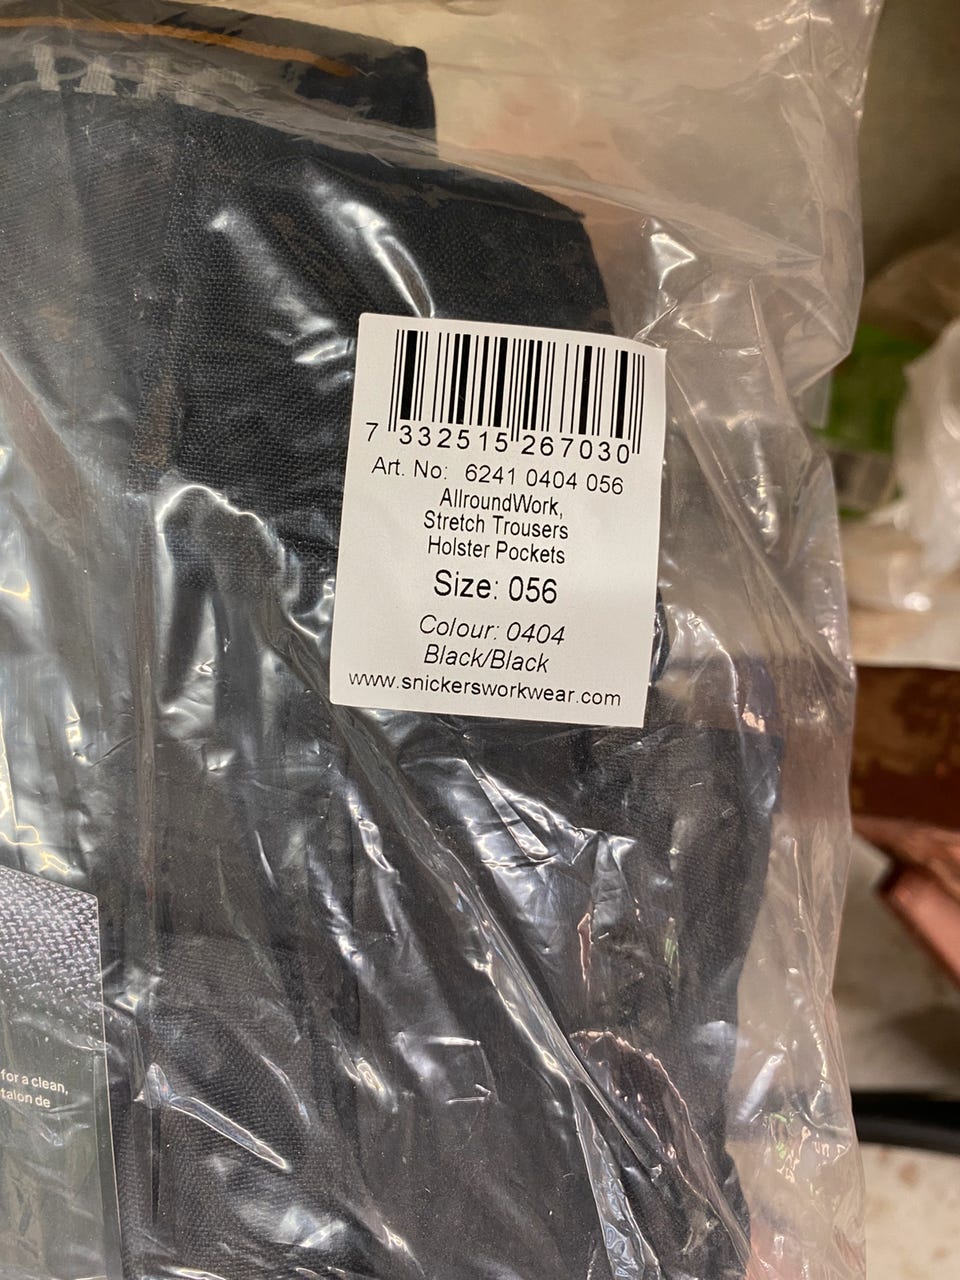 7 332515 267030
Art. No: 6241 0404 056
AllroundWork,
Stretch Trousers
Holster Pockets
Size: 056
Colour: 0404
Black/Black
www.snickersworkwear.com
for a clean,
talon de